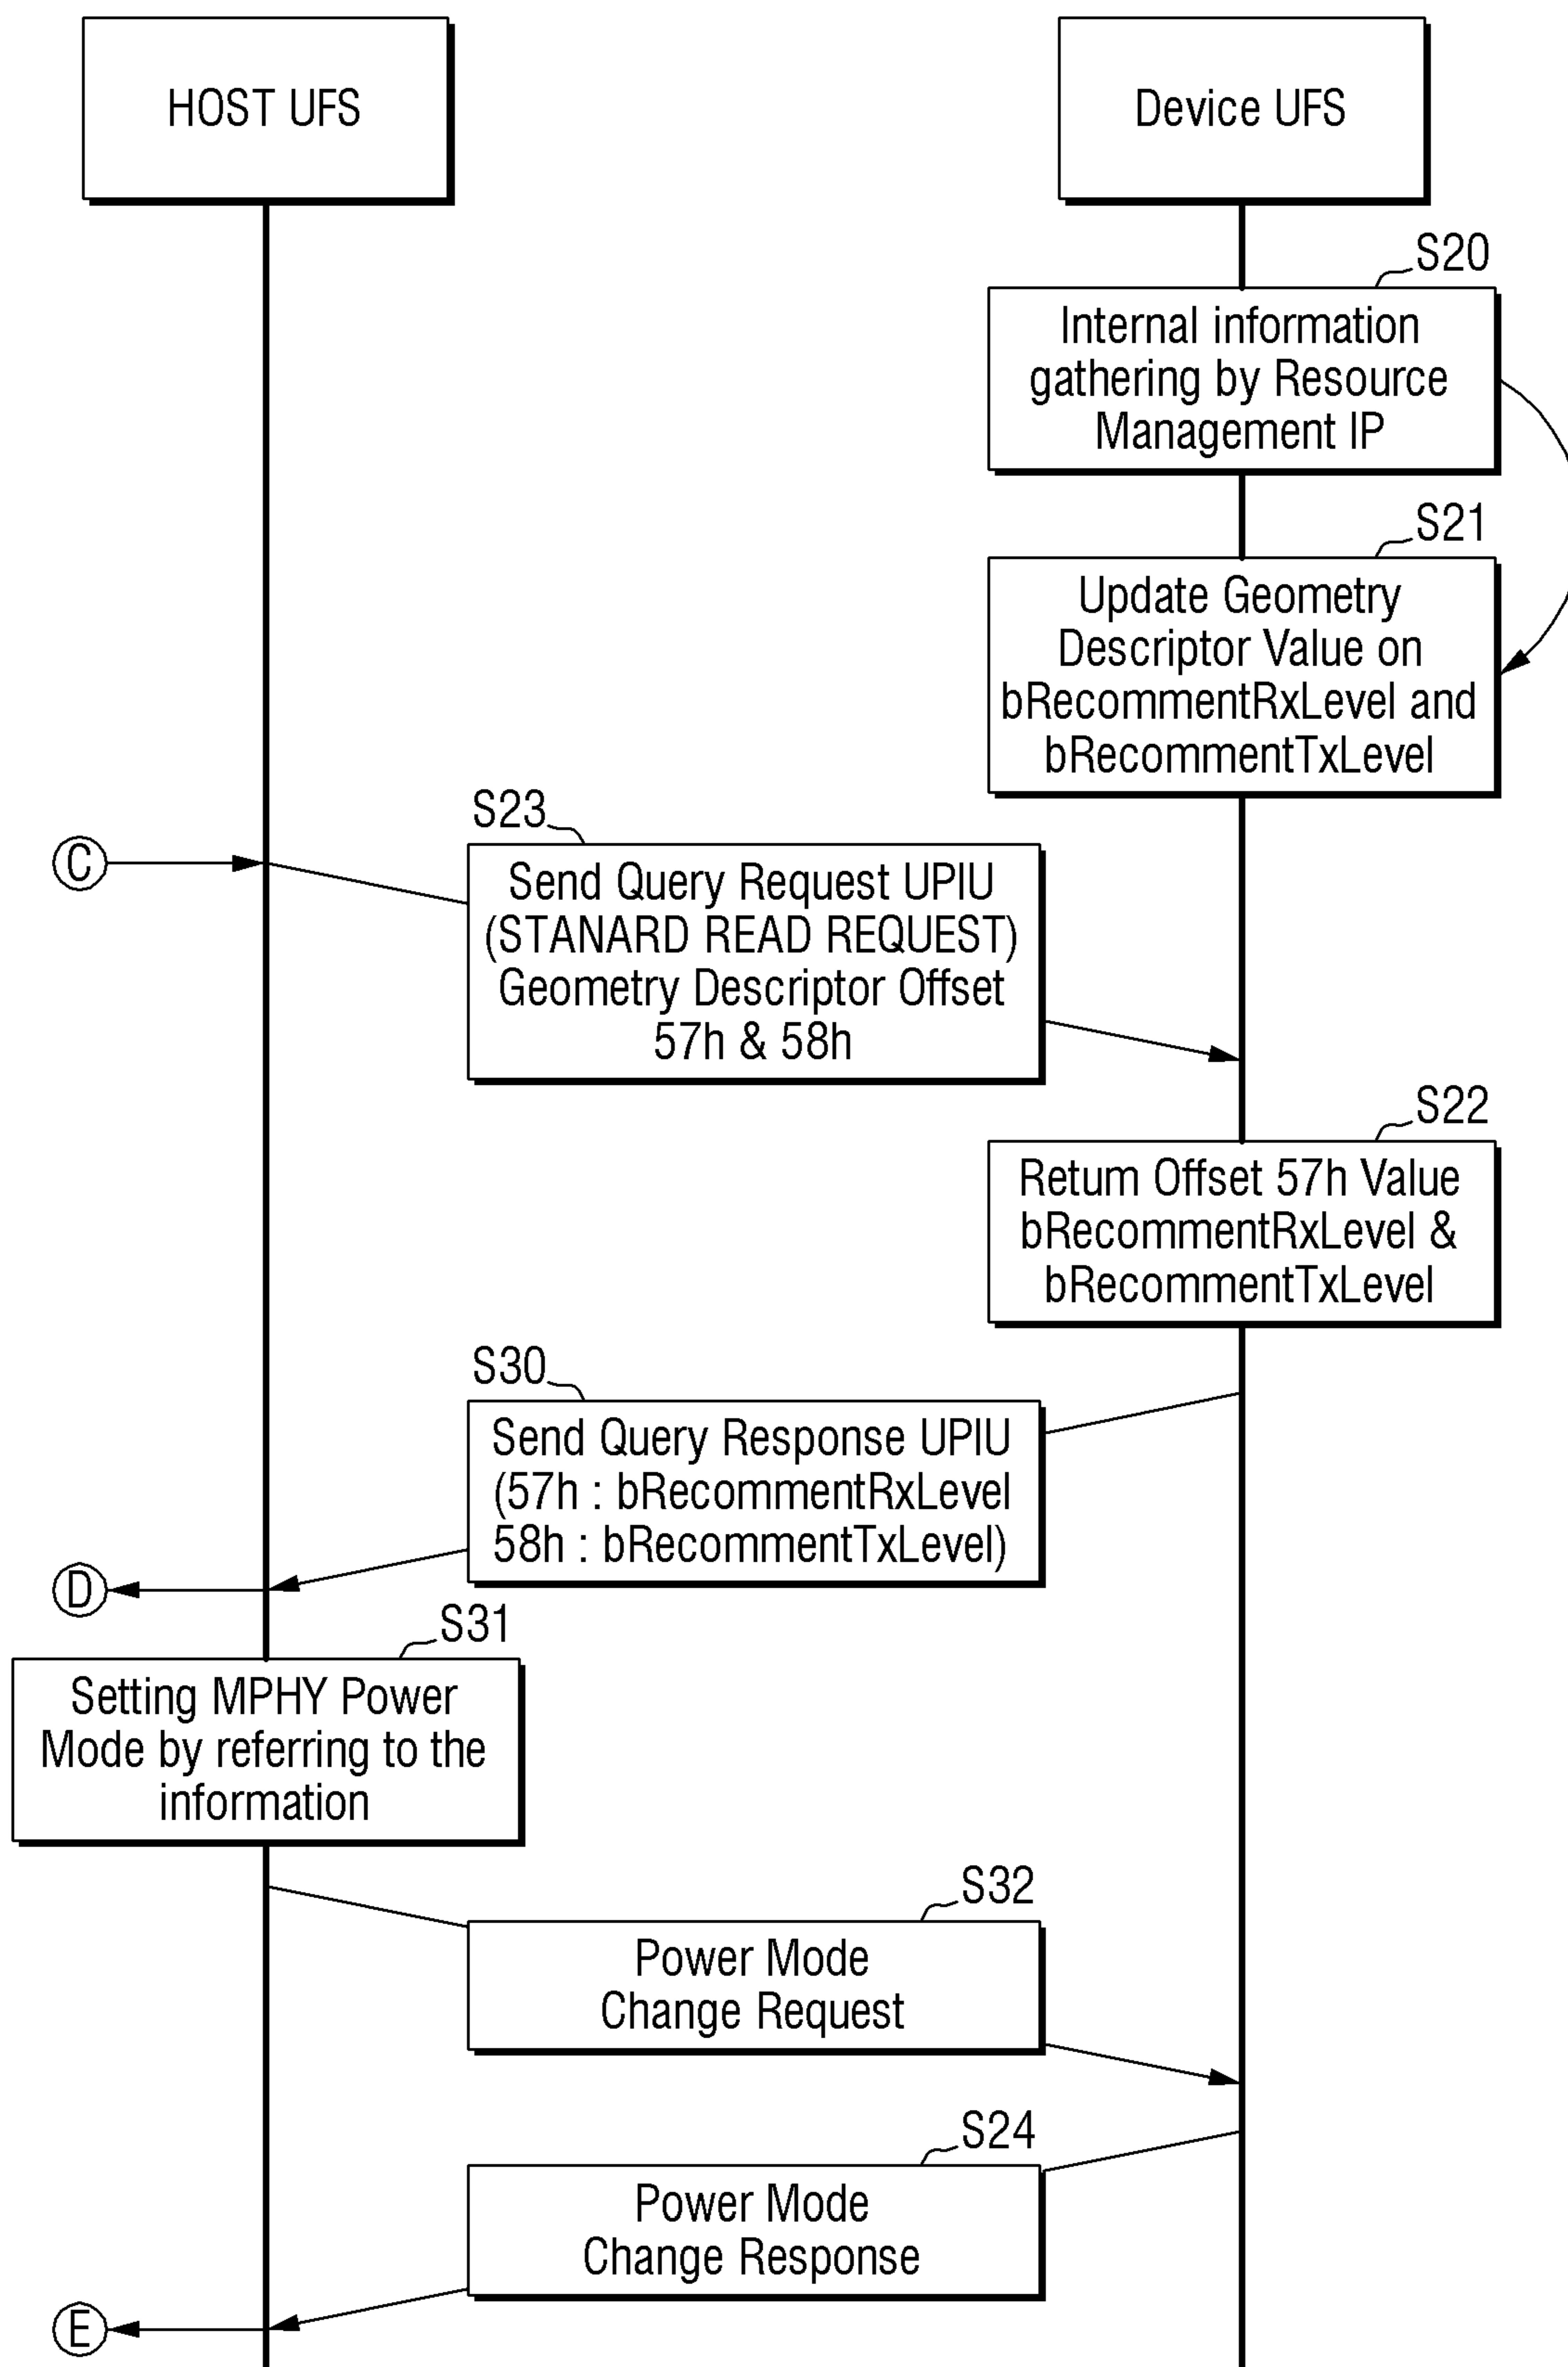 HOST UFS
Device UFS
S20
Internal information
gathering by Resource
Management IP
S21
Update Geometry
Descriptor Value on
bRecommentRxLevel and
bRecommentTxLevel
S23
C
Send Query Request UPIU
(STANARD READ REQUEST)
Geometry Descriptor Offset
57h & 58h
S22
Retum Offset 57h Value
bRecommentRxLevel &
bRecommentTxLevel
S30
Send Query Response UPIU
(57h : bRecommentRxLevel
58h : bRecommentTxLevel)
D
S31
Setting MPHY Power
Mode by referring to the
information
S32
Power Mode
Change Request
S24
Power Mode
Change Response
E